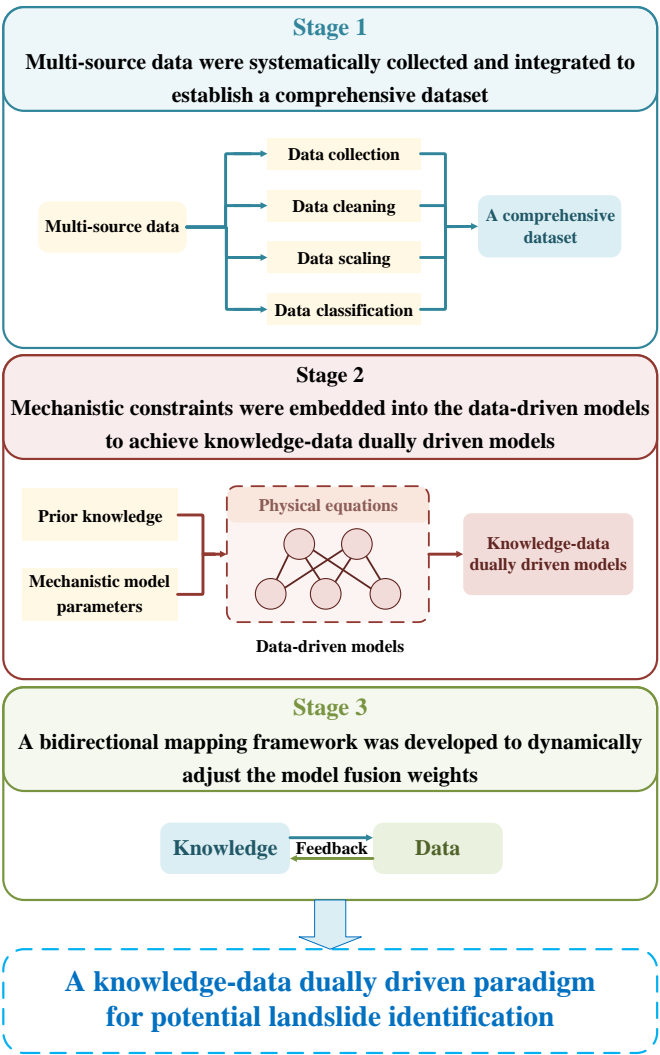 Stage 1
Multi-source data were systematically collected and integrated to
establish a comprehensive dataset
Multi-source data
Data collection
Data cleaning
Data scaling
Data classification
A comprehensive
dataset
Stage 2
Mechanistic constraints were embedded into the data-driven models
to achieve knowledge-data dually driven models
Prior knowledge
Mechanistic model
parameters
Physical equations
Data-driven models
Knowledge-data
dually driven models
Stage 3
A bidirectional mapping framework was developed to dynamically
adjust the model fusion weights
Knowledge
Feedback
Data
A knowledge-data dually driven paradigm
for potential landslide identification